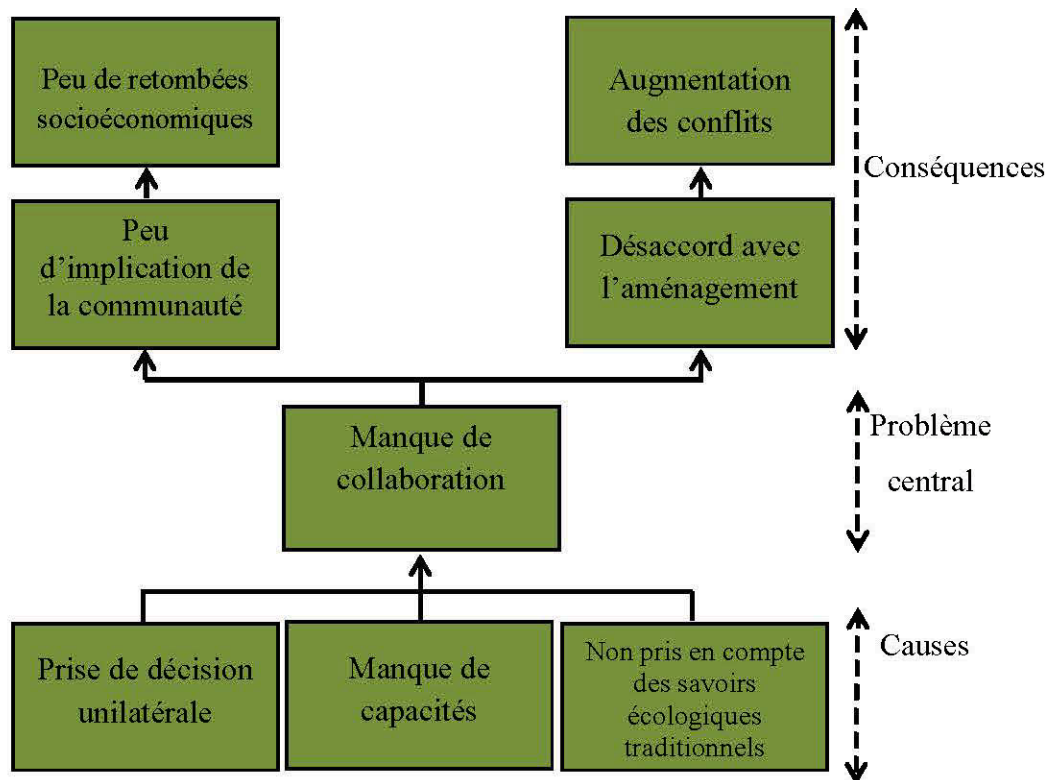 Peu de retombées
socioéconomiques
Augmentation
des conflits
Conséquences
Peu
d’implication de
la communauté
Désaccord avec
l’aménagement
Manque de
collaboration
Problème
central
Prise de décision
unilatérale
Manque de
capacités
Non pris en compte
des savoirs
écologiques
traditionnels
Causes